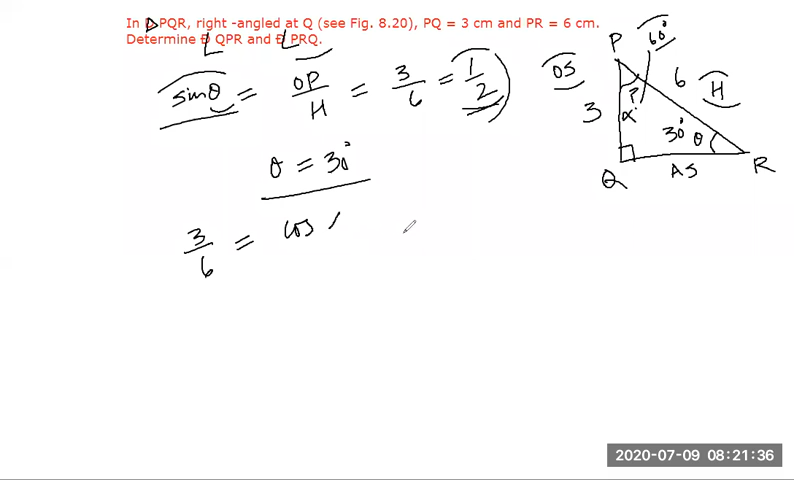 In Δ PQR, right -angled at Q (see Fig. 8.20), PQ = 3 cm and PR = 6 cm.
Determine ∠ QPR and ∠ PRQ.
sinθ = OP/H = 3/6 = 1/2
θ = 30°
3/6 = cos
P 60°
OS 6 H
3 α ?
30° θ
Q AS R
2020-07-09 08:21:36